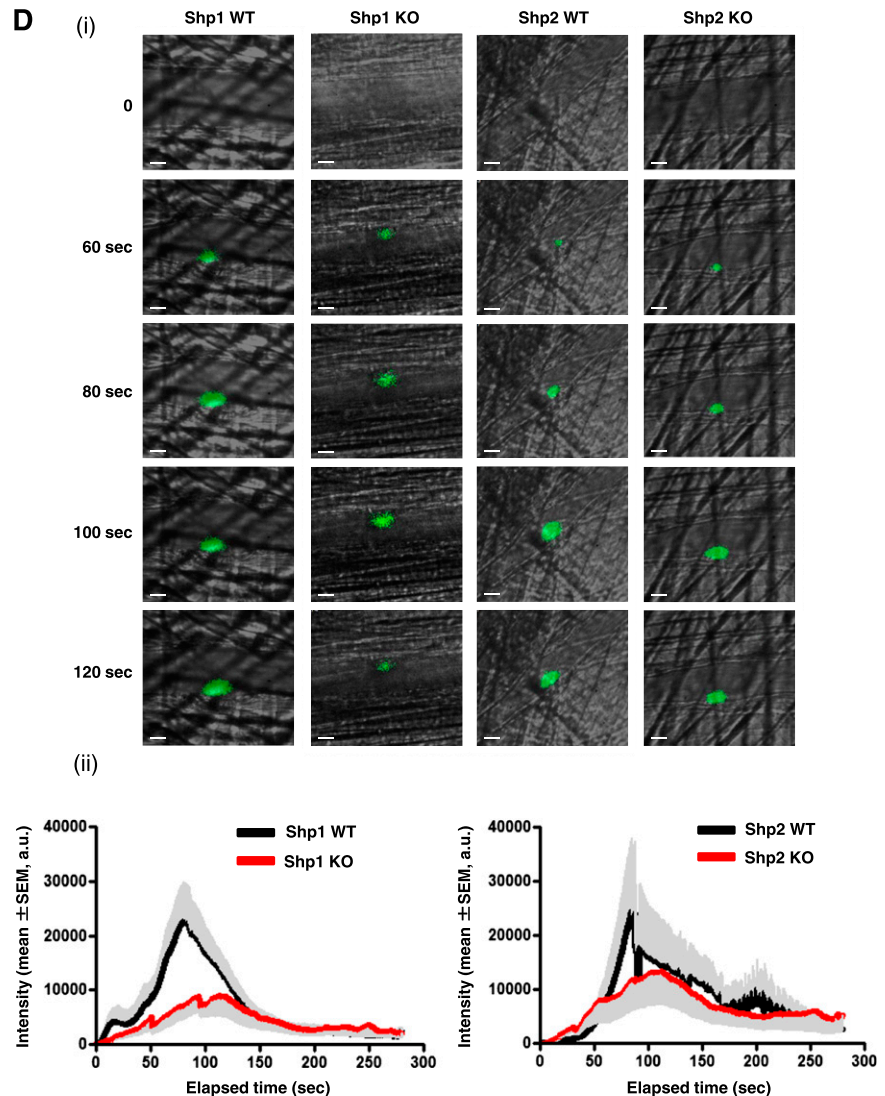 D
(i)
Shp1 WT
Shp1 KO
Shp2 WT
Shp2 KO
0
60 sec
80 sec
100 sec
120 sec
(ii)
Intensity (mean ±SEM, a.u.)
40000
30000
20000
10000
0
0
50
100
150
200
250
300
Elapsed time (sec)
Shp1 WT
Shp1 KO
Intensity (mean ±SEM, a.u.)
40000
30000
20000
10000
0
0
50
100
150
200
250
300
Elapsed time (sec)
Shp2 WT
Shp2 KO